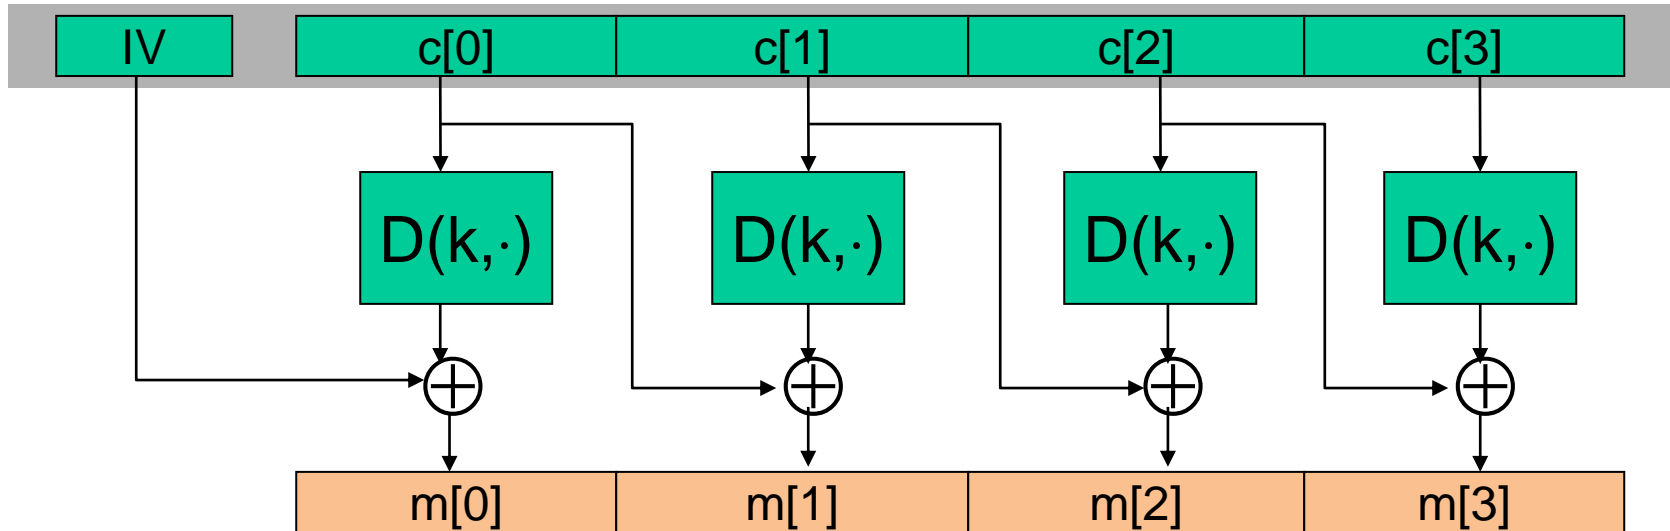 IV c[0] c[1] c[2] c[3]
D(k,·) D(k,·) D(k,·) D(k,·)
m[0] m[1] m[2] m[3]